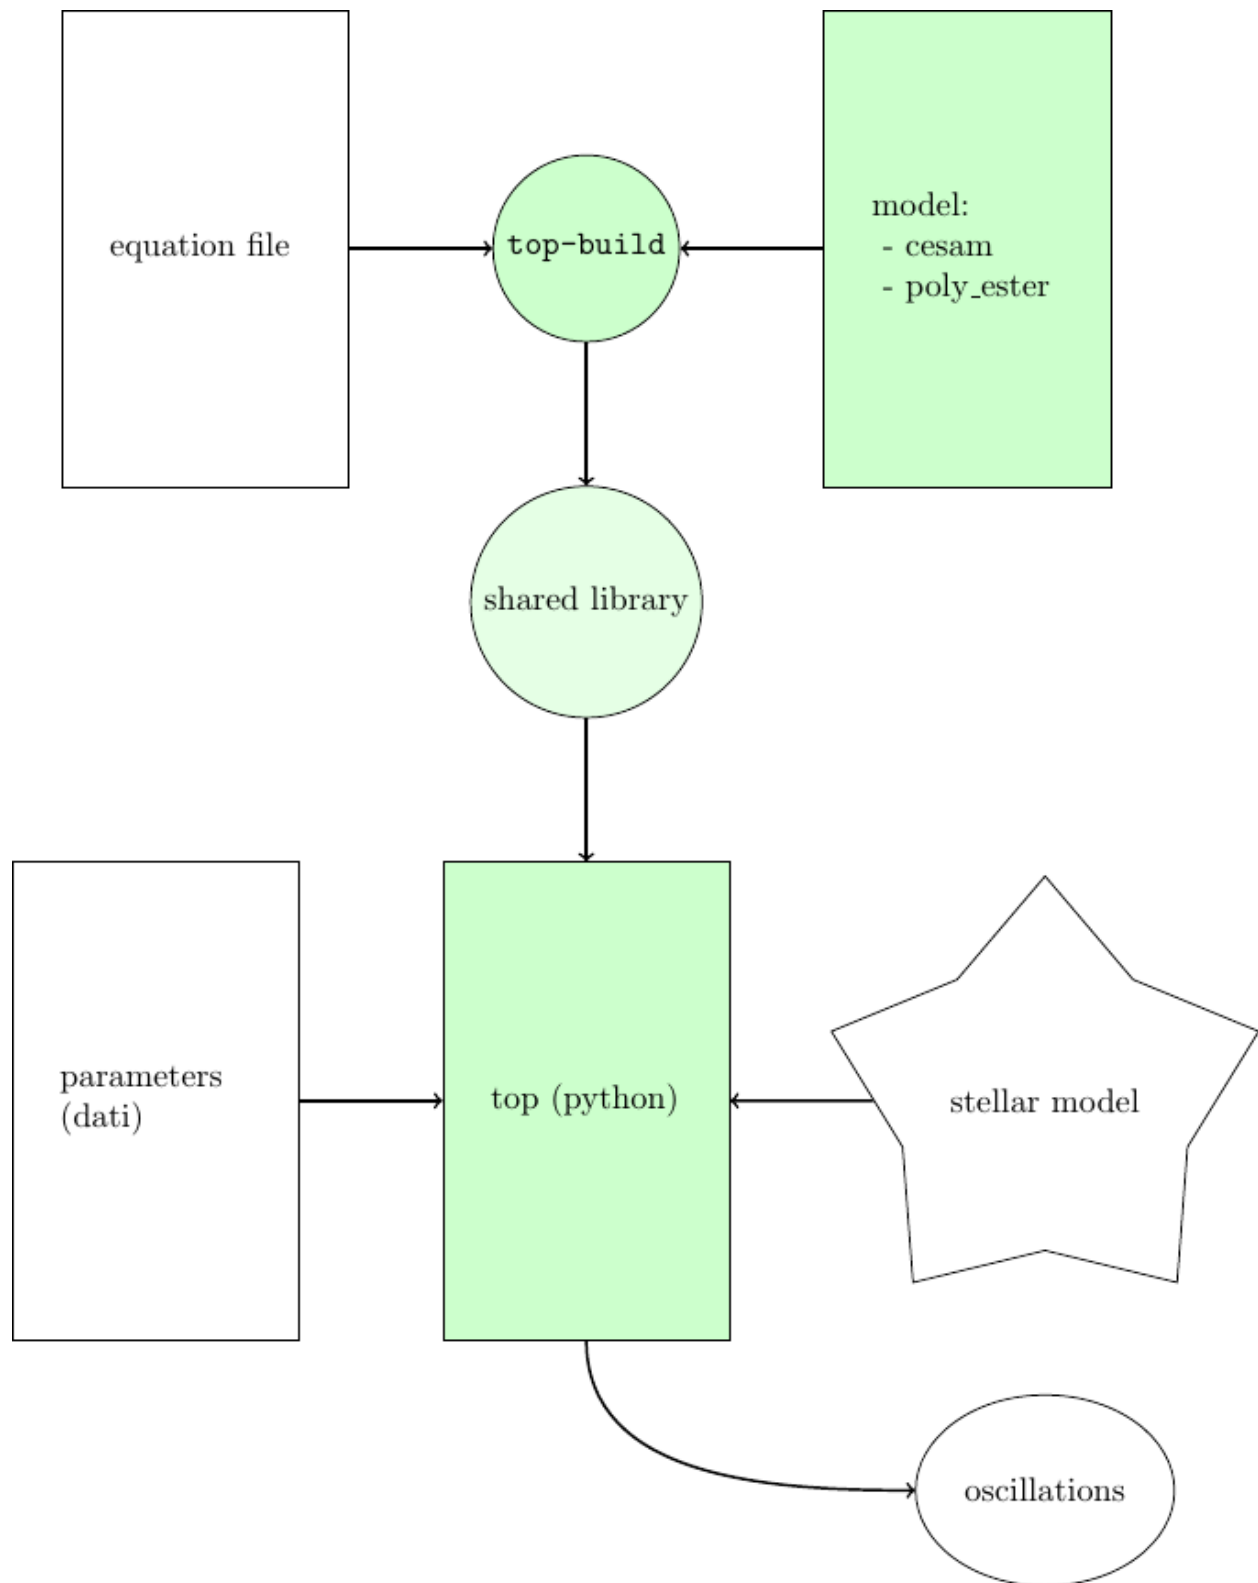 equation file
top-build
model:
- cesam
- poly_ester
shared library
parameters
(dati)
top (python)
stellar model
oscillations